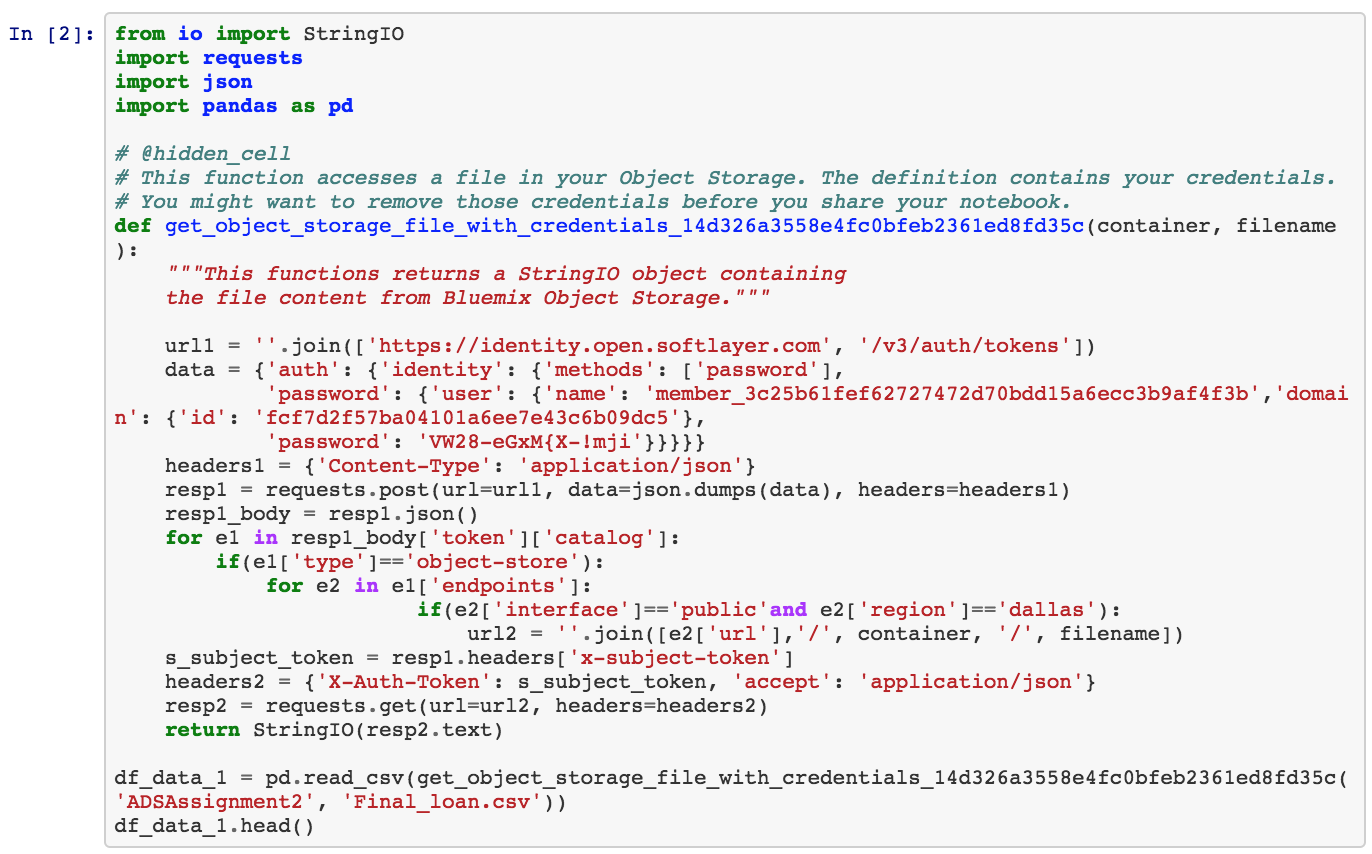 In [2]:
from io import StringIO
import requests
import json
import pandas as pd
# @hidden_cell
# This function accesses a file in your Object Storage. The definition contains your credentials.
# You might want to remove those credentials before you share your notebook.
def get_object_storage_file_with_credentials_14d326a3558e4fc0bfeb2361ed8fd35c(container, filename
):
    """This functions returns a StringIO object containing
    the file content from Bluemix Object Storage."""
    url1 = ''.join(['https://identity.open.softlayer.com', '/v3/auth/tokens'])
    data = {'auth': {'identity': {'methods': ['password'],
            'password': {'user': {'name': 'member_3c25b61fef62727472d70bdd15a6ecc3b9af4f3b','domai
n': {'id': 'fcf7d2f57ba04101a6ee7e43c6b09dc5'},
            'password': 'VW28-eGxM{X-!mji'}}}}}
    headers1 = {'Content-Type': 'application/json'}
    resp1 = requests.post(url=url1, data=json.dumps(data), headers=headers1)
    resp1_body = resp1.json()
    for e1 in resp1_body['token']['catalog']:
        if(e1['type']=='object-store'):
            for e2 in e1['endpoints']:
                        if(e2['interface']=='public'and e2['region']=='dallas'):
                            url2 = ''.join([e2['url'],'/', container, '/', filename])
    s_subject_token = resp1.headers['x-subject-token']
    headers2 = {'X-Auth-Token': s_subject_token, 'accept': 'application/json'}
    resp2 = requests.get(url=url2, headers=headers2)
    return StringIO(resp2.text)
df_data_1 = pd.read_csv(get_object_storage_file_with_credentials_14d326a3558e4fc0bfeb2361ed8fd35c(
'ADSAssignment2', 'Final_loan.csv'))
df_data_1.head()